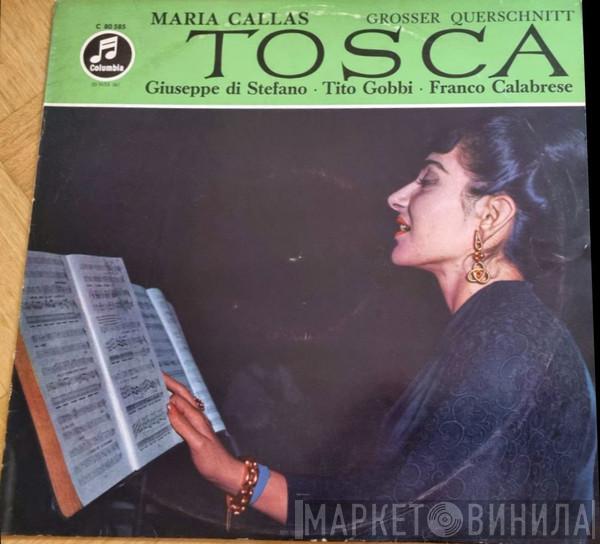 C 80 585
Columbia
MARIA CALLAS GROSSER QUERSCHNITT
TOSCA
Giuseppe di Stefano · Tito Gobbi · Franco Calabrese
МАРКЕТ ВИНИЛА